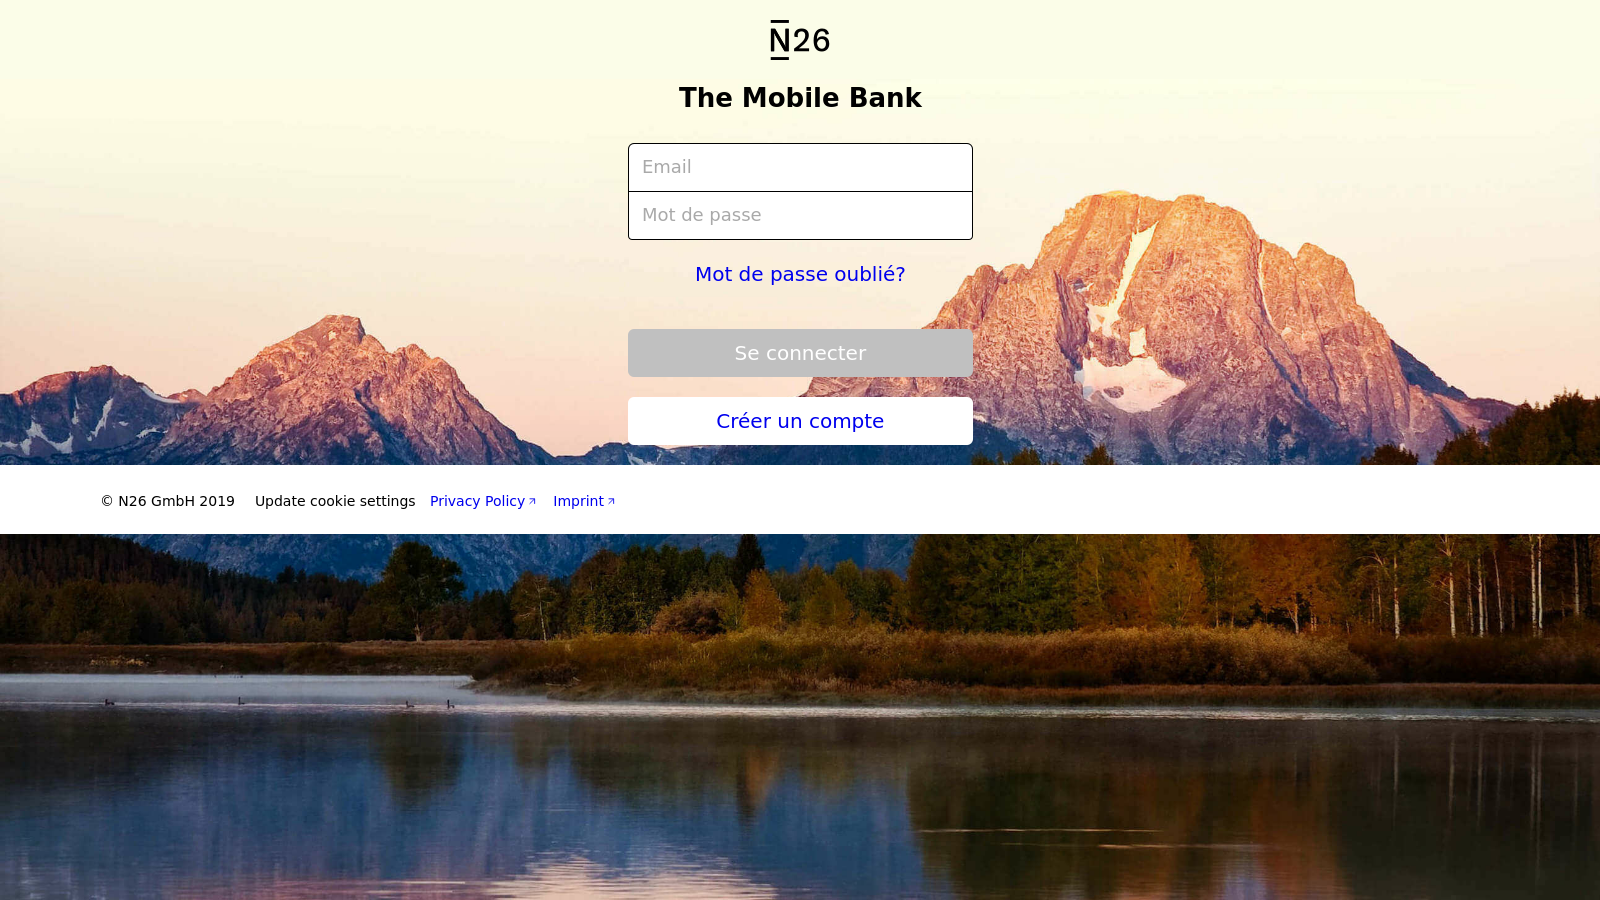 N26
The Mobile Bank
Email
Mot de passe
Mot de passe oublié?
Se connecter
Créer un compte
© N26 GmbH 2019 Update cookie settings Privacy Policy Imprint